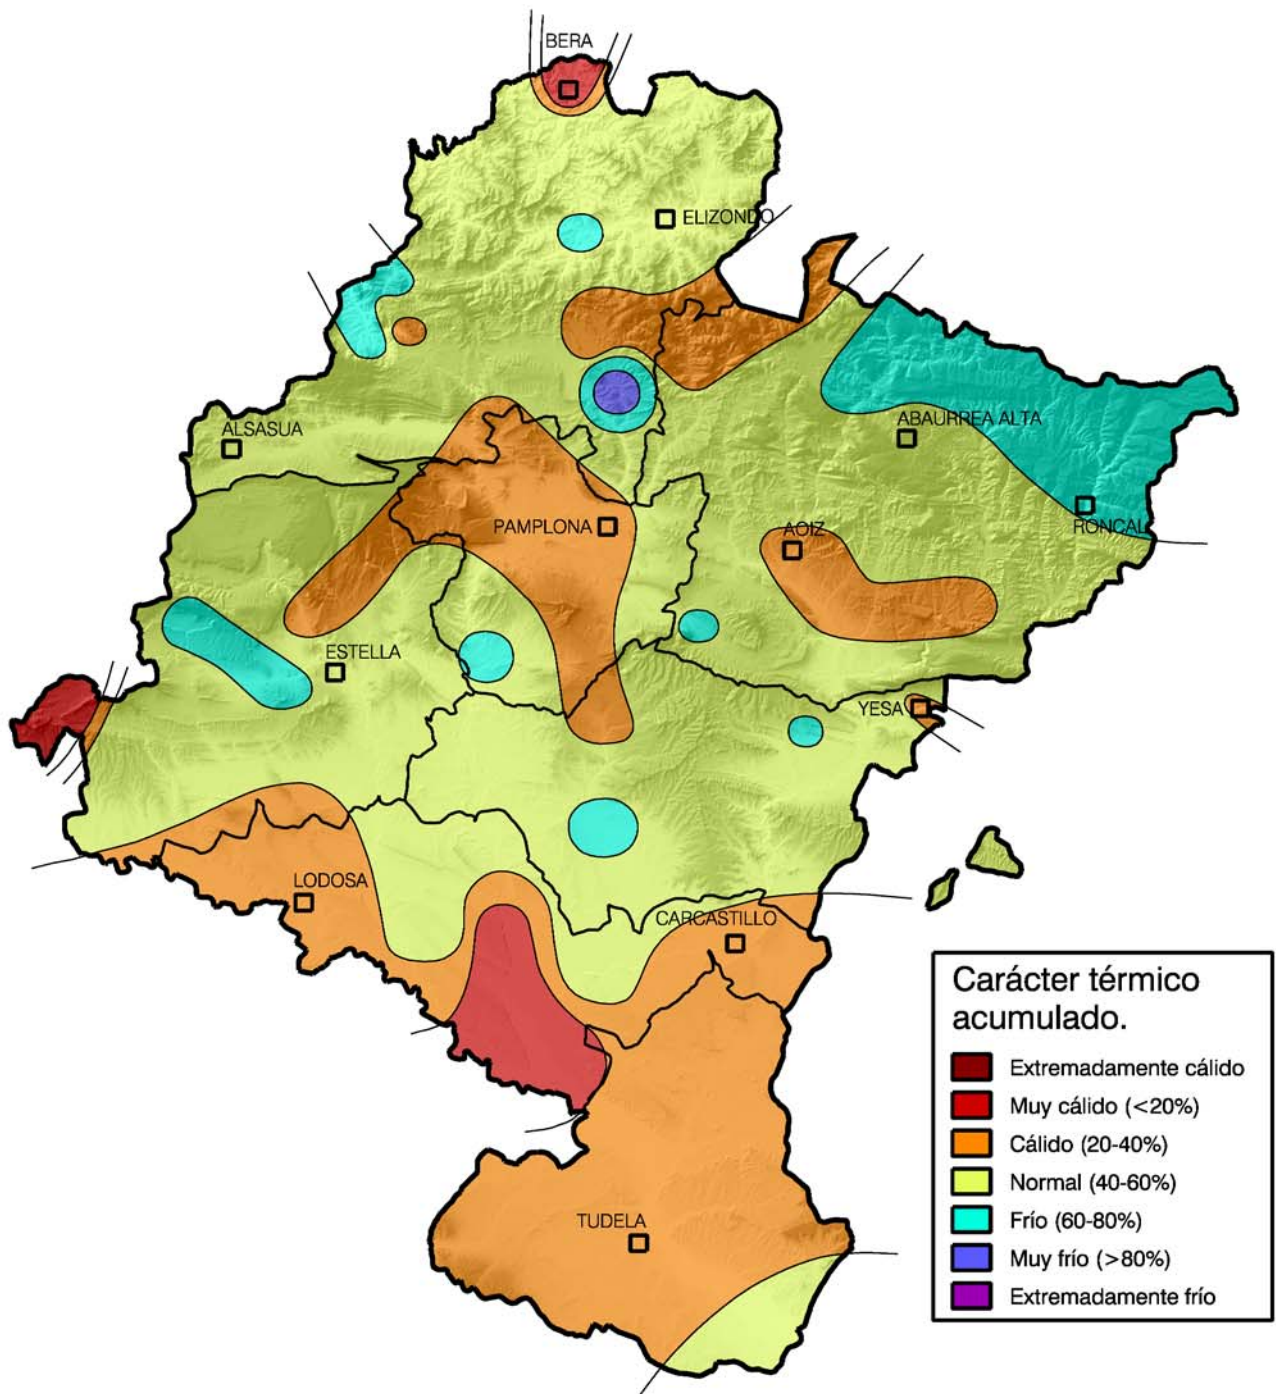 BERA
ELIZONDO
ALSASUA
ABAURREA ALTA
PAMPLONA
AOIZ
RONCAL
ESTELLA
YESA
LODOSA
CARCASTILLO
TUDELA
Carácter térmico
acumulado.
Extremadamente cálido
Muy cálido (<20%)
Cálido (20-40%)
Normal (40-60%)
Frío (60-80%)
Muy frío (>80%)
Extremadamente frío